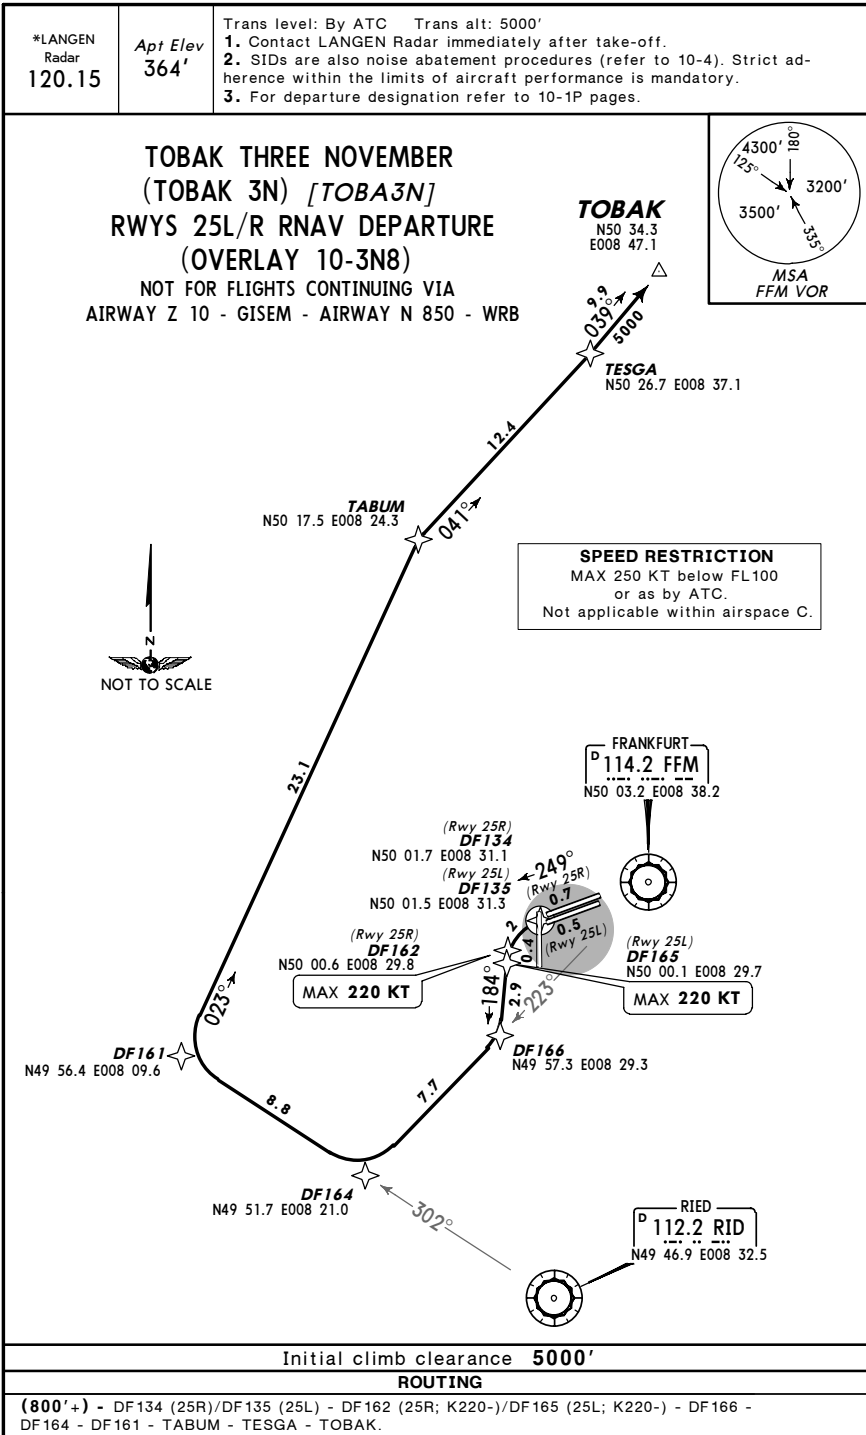 *LANGEN
Radar
120.15
Apt Elev
364'
Trans level: By ATC Trans alt: 5000'
1. Contact LANGEN Radar immediately after take-off.
2. SIDs are also noise abatement procedures (refer to 10-4). Strict ad-
herence within the limits of aircraft performance is mandatory.
3. For departure designation refer to 10-1P pages.
TOBAK THREE NOVEMBER
(TOBAK 3N) [TOBA3N]
RWYS 25L/R RNAV DEPARTURE
(OVERLAY 10-3N8)
NOT FOR FLIGHTS CONTINUING VIA
AIRWAY Z 10 - GISEM - AIRWAY N 850 - WRB
4300'
180°
125°
3200'
3500'
335°
MSA
FFM VOR
TOBAK
N50 34.3
E008 47.1
9.9
039°
5000
TESGA
N50 26.7 E008 37.1
12.4
TABUM
N50 17.5 E008 24.3
041°
SPEED RESTRICTION
MAX 250 KT below FL100
or as by ATC.
Not applicable within airspace C.
N
NOT TO SCALE
23.1
FRANKFURT
D 114.2 FFM
N50 03.2 E008 38.2
(Rwy 25R)
DF134
N50 01.7 E008 31.1
(Rwy 25L)
DF135
N50 01.5 E008 31.3
249°
(Rwy 25R)
0.7
0.5
(Rwy 25L)
2
0.4
(Rwy 25R)
DF162
N50 00.6 E008 29.8
MAX 220 KT
(Rwy 25L)
DF165
N50 00.1 E008 29.7
MAX 220 KT
184°
2.9
223°
023°
DF161
N49 56.4 E008 09.6
DF166
N49 57.3 E008 29.3
8.8
7.7
DF164
N49 51.7 E008 21.0
302°
RIED
D 112.2 RID
N49 46.9 E008 32.5
Initial climb clearance 5000'
ROUTING
(800'+) - DF134 (25R)/DF135 (25L) - DF162 (25R; K220-)/DF165 (25L; K220-) - DF166 -
DF164 - DF161 - TABUM - TESGA - TOBAK.